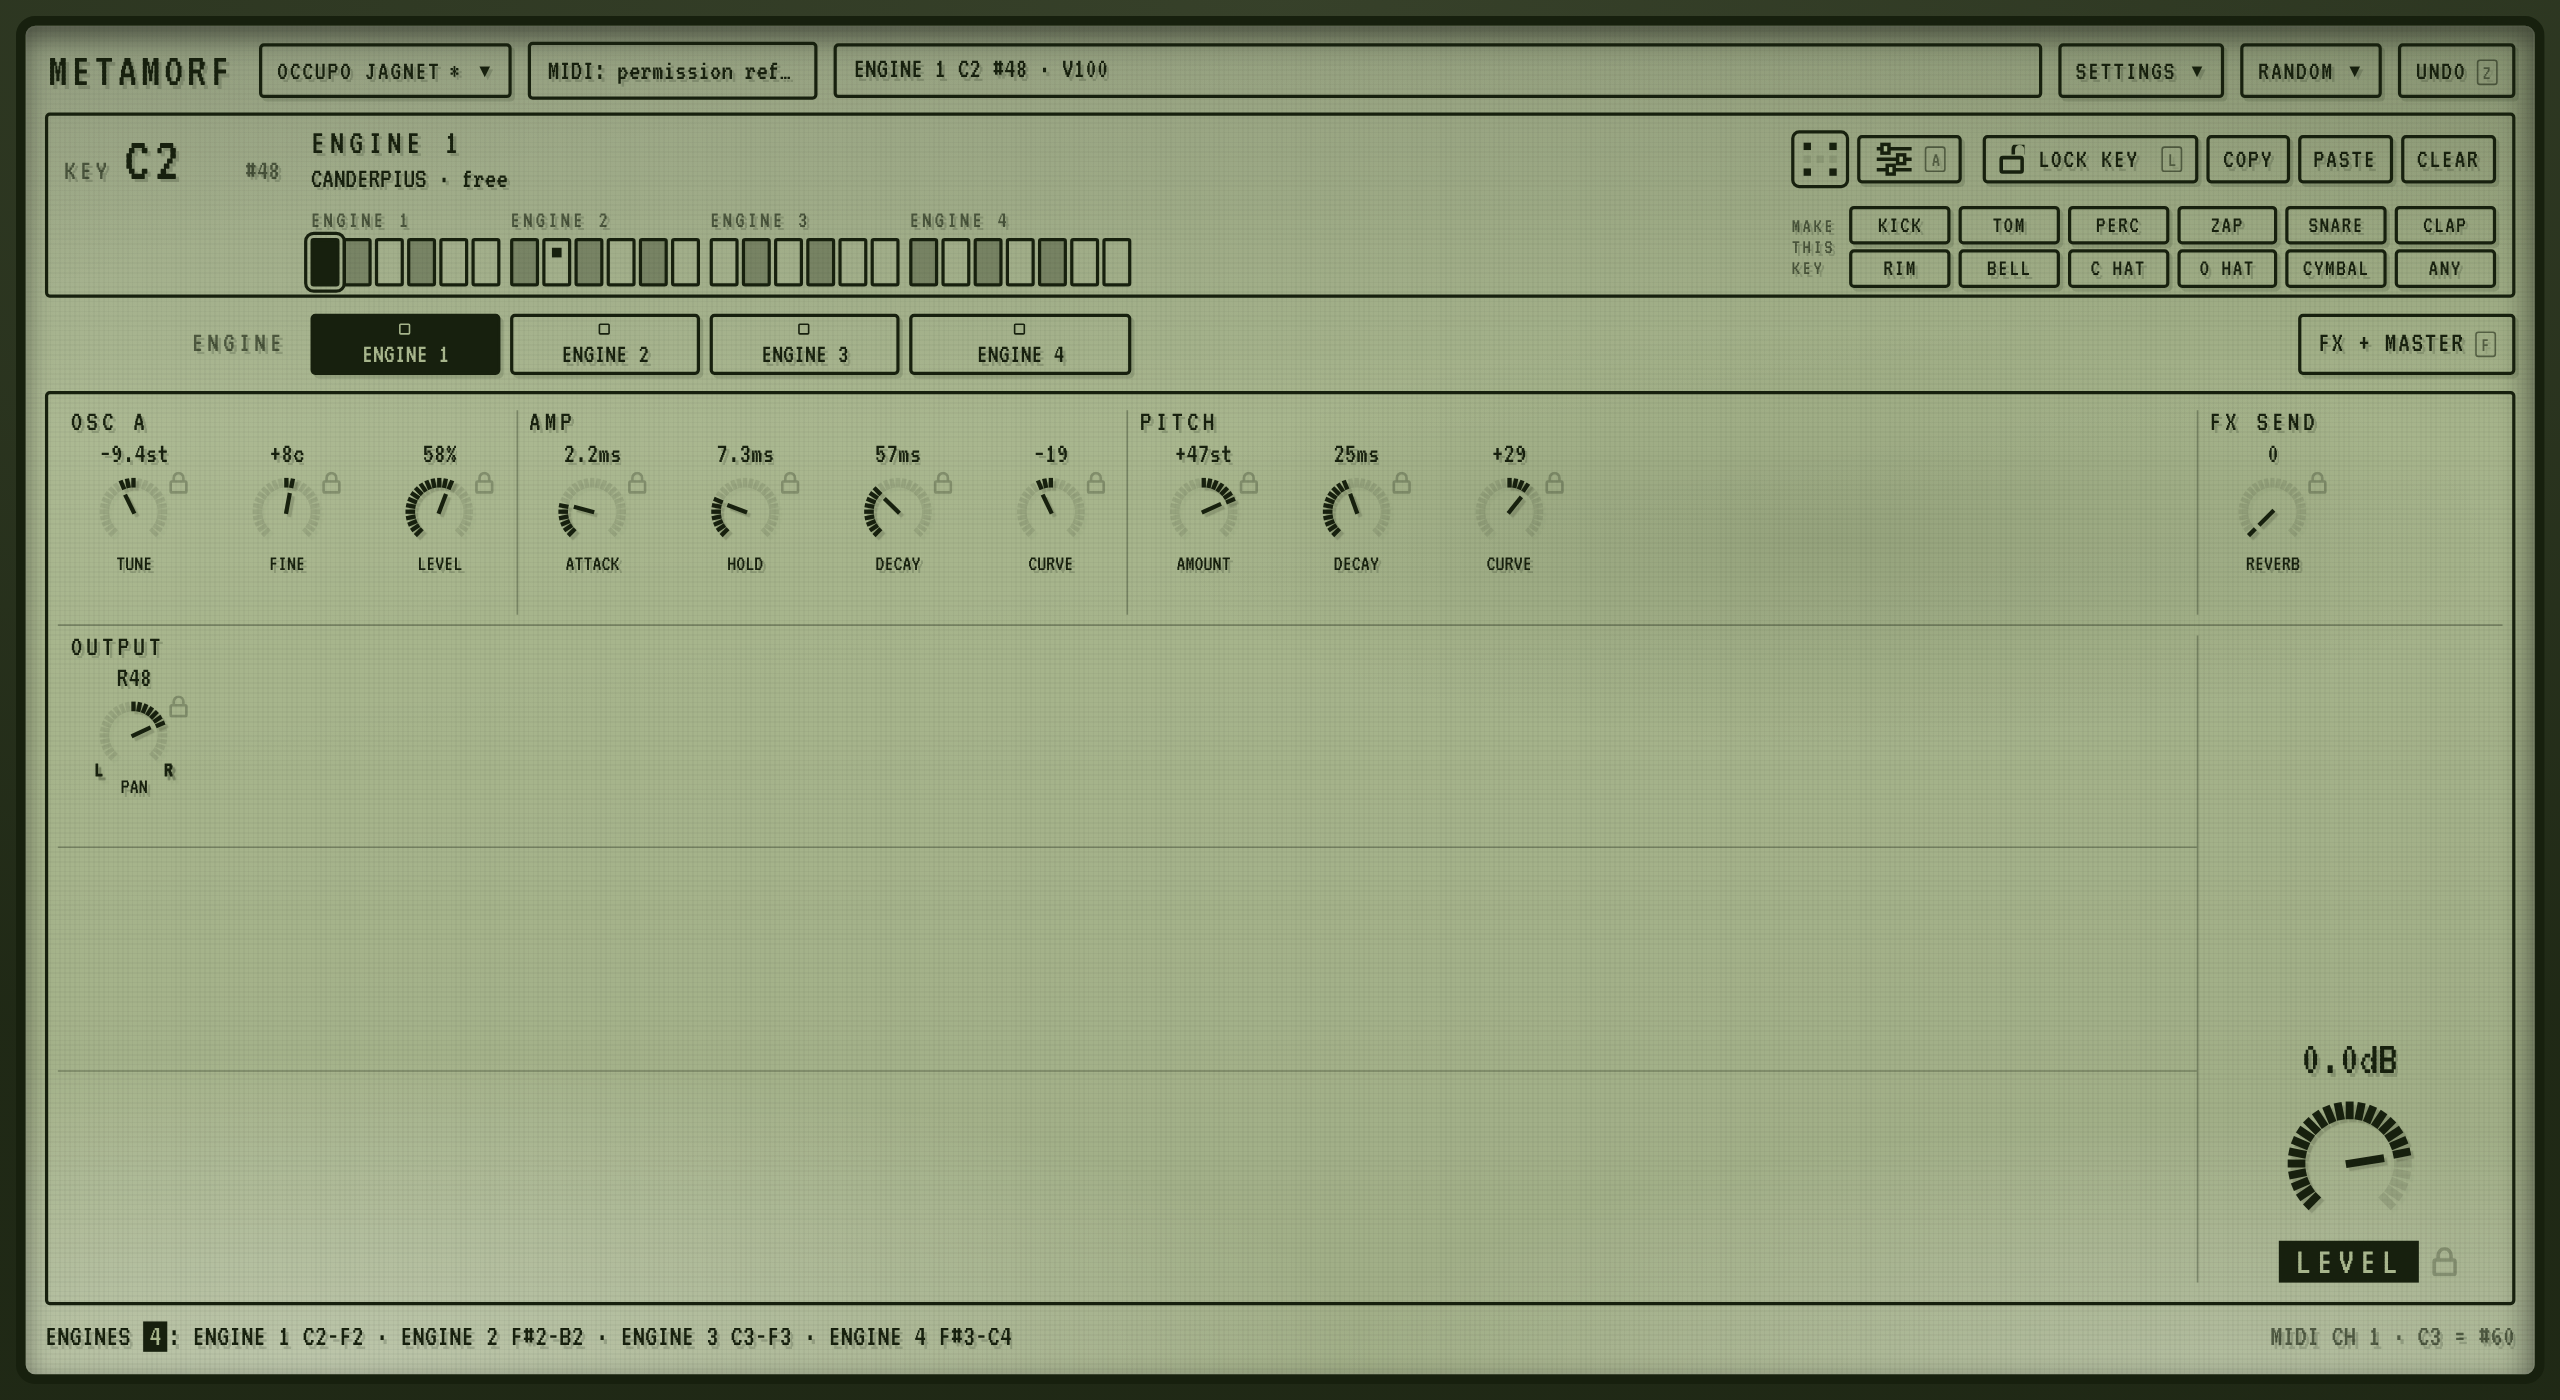 METAMORF
OCCUPO JAGNET * ▼
MIDI: permission ref…
ENGINE 1 C2 #48 · V100
SETTINGS ▼
RANDOM ▼
UNDO Z
KEY C2 #48
ENGINE 1
CANDERPIUS · free
A
LOCK KEY L
COPY
PASTE
CLEAR
ENGINE 1 ENGINE 2 ENGINE 3 ENGINE 4
MAKE
THIS
KEY
KICK TOM PERC ZAP SNARE CLAP
RIM BELL C HAT O HAT CYMBAL ANY
ENGINE
ENGINE 1 ENGINE 2 ENGINE 3 ENGINE 4
FX + MASTER F
OSC A
-9.4st +8c 58%
TUNE FINE LEVEL
AMP
2.2ms 7.3ms 57ms -19
ATTACK HOLD DECAY CURVE
PITCH
+47st 25ms +29
AMOUNT DECAY CURVE
FX SEND
0
REVERB
OUTPUT
R48
L R
PAN
0.0dB
LEVEL
ENGINES 4: ENGINE 1 C2-F2 · ENGINE 2 F#2-B2 · ENGINE 3 C3-F3 · ENGINE 4 F#3-C4
MIDI CH 1 · C3 = #60